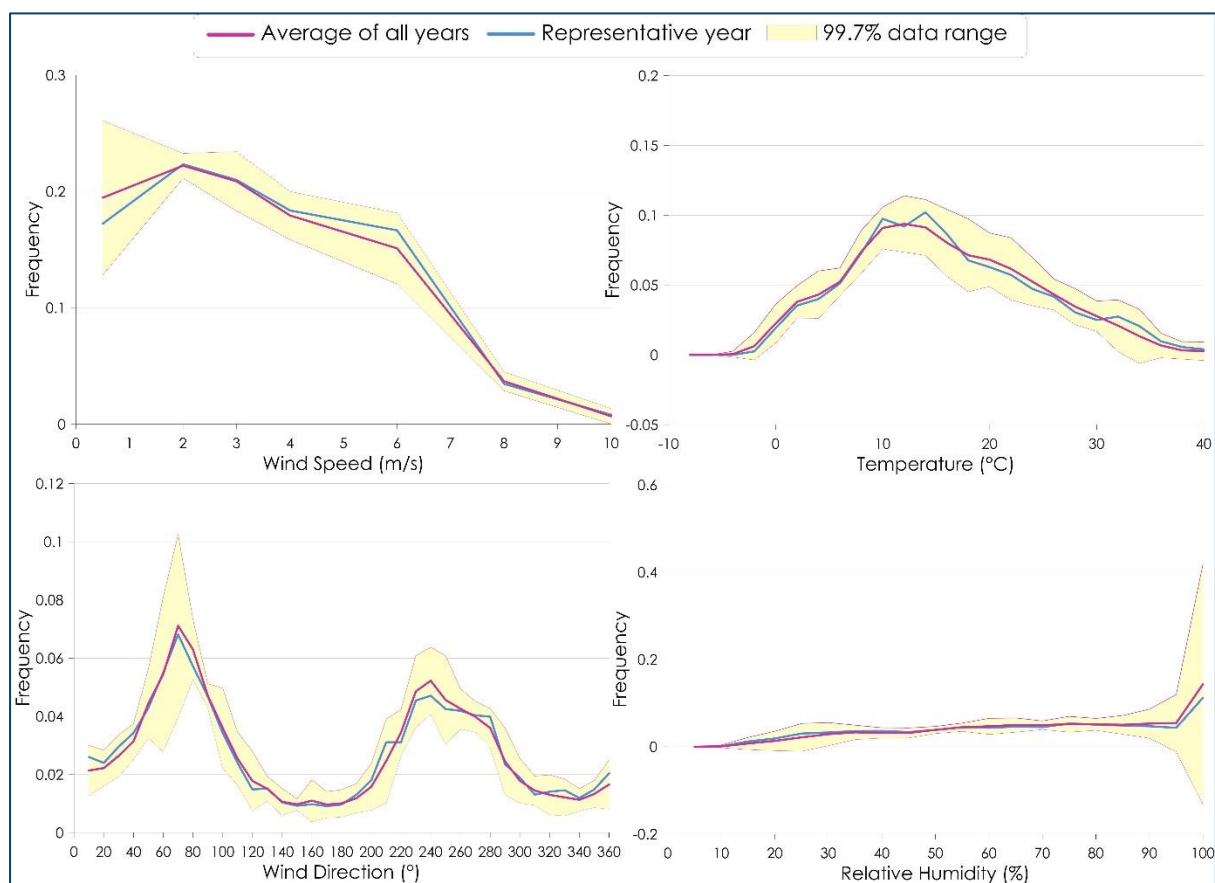 Average of all years Representative year 99.7% data range
0.3
0.2
0.1
0
Frequency
0 1 2 3 4 5 6 7 8 9 10
Wind Speed (m/s)
0.2
0.15
0.1
0.05
0
-0.05
Frequency
-10 0 10 20 30 40
Temperature (°C)
0.12
0.1
0.08
0.06
0.04
0.02
0
Frequency
0 20 40 60 80 100 120 140 160 180 200 220 240 260 280 300 320 340 360
Wind Direction (°)
0.6
0.4
0.2
0
-0.2
Frequency
0 10 20 30 40 50 60 70 80 90 100
Relative Humidity (%)